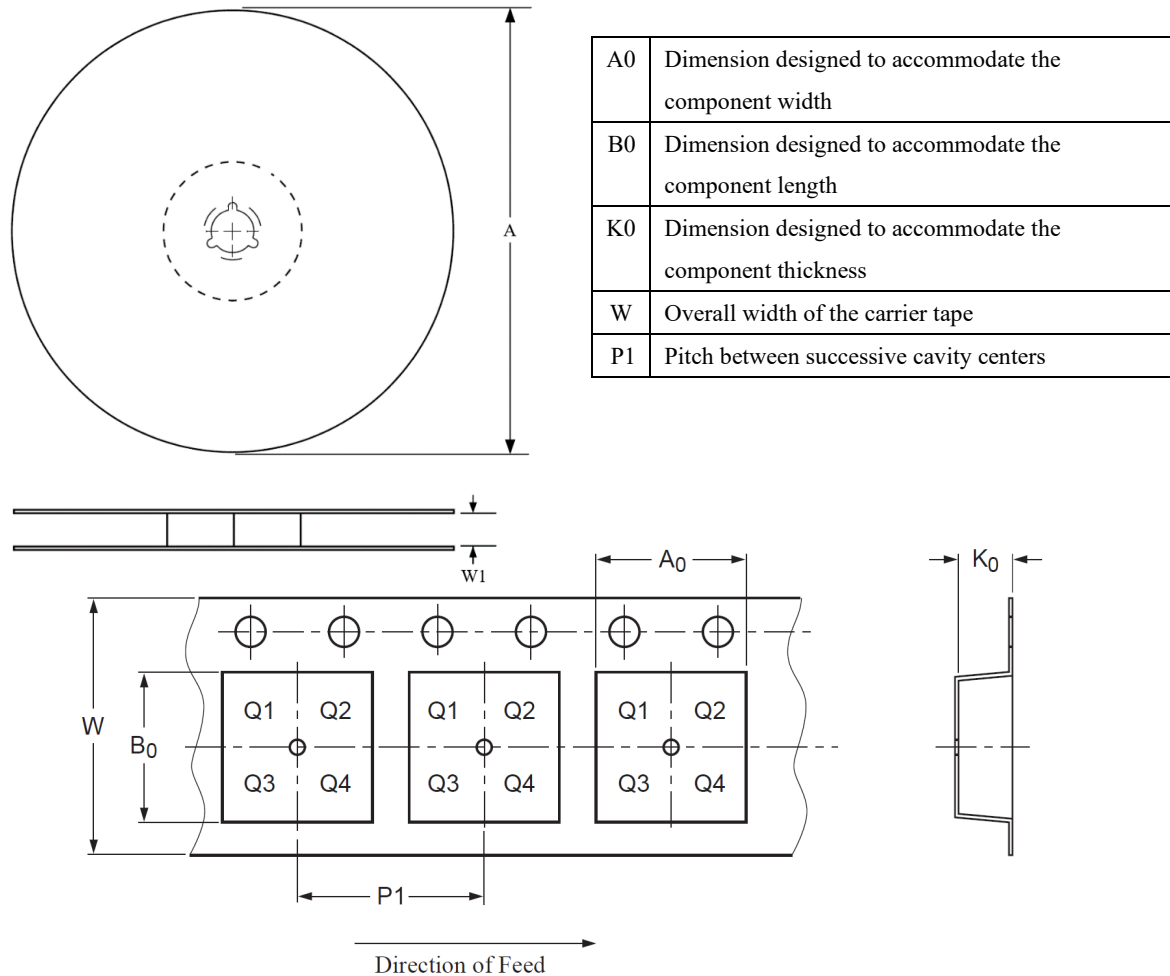 A
A0 Dimension designed to accommodate the
component width
B0 Dimension designed to accommodate the
component length
K0 Dimension designed to accommodate the
component thickness
W Overall width of the carrier tape
P1 Pitch between successive cavity centers
W1
A0
K0
W
B0
Q1 Q2 Q1 Q2 Q1 Q2
Q3 Q4 Q3 Q4 Q3 Q4
P1
Direction of Feed